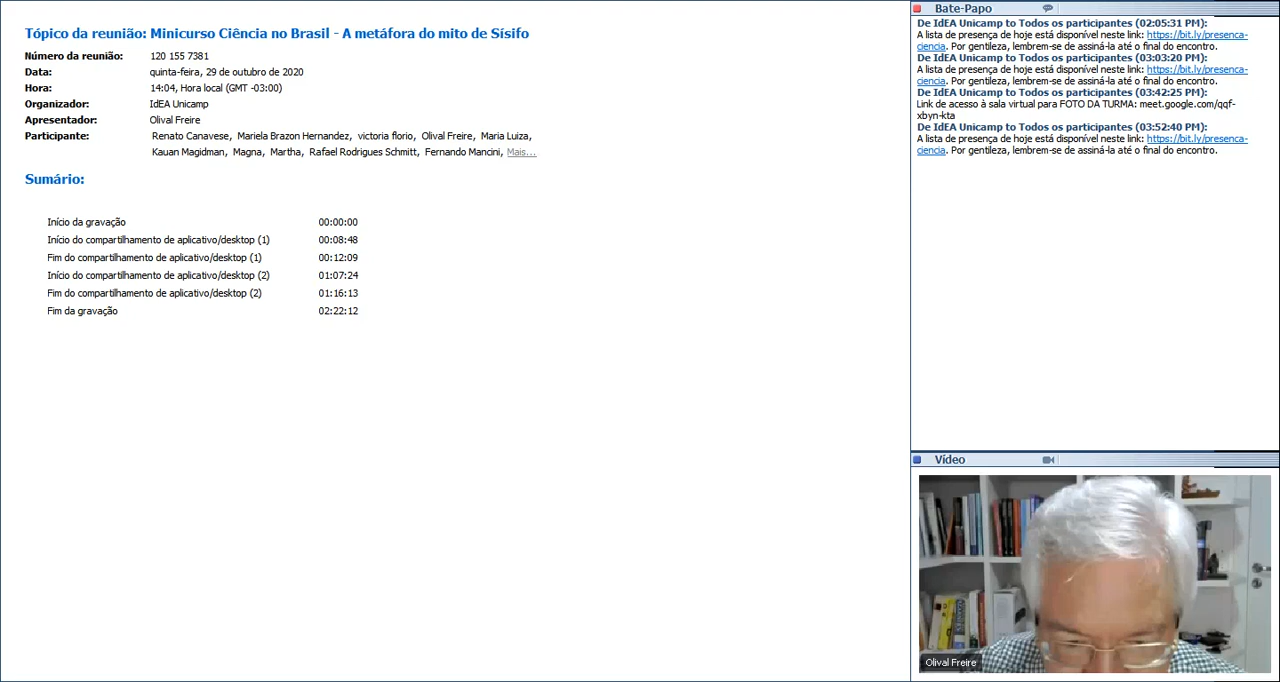 Tópico da reunião: Minicurso Ciência no Brasil - A metáfora do mito de Sísifo
Número da reunião: 120 155 7381
Data: quinta-feira, 29 de outubro de 2020
Hora: 14:04, Hora local (GMT -03:00)
Organizador: IdEA Unicamp
Apresentador: Olival Freire
Participante: Renato Canavese, Mariela Brazon Hernandez, victoria florio, Olival Freire, Maria Luiza,
Kauan Magidman, Magna, Martha, Rafael Rodrigues Schmitt, Fernando Mancini, Mais...
Sumário:
Início da gravação 00:00:00
Início do compartilhamento de aplicativo/desktop (1) 00:08:48
Fim do compartilhamento de aplicativo/desktop (1) 00:12:09
Início do compartilhamento de aplicativo/desktop (2) 01:07:24
Fim do compartilhamento de aplicativo/desktop (2) 01:16:13
Fim da gravação 02:22:12
Bate-Papo
De IdEA Unicamp to Todos os participantes (02:05:31 PM):
A lista de presença de hoje está disponível neste link: https://bit.ly/presenca-
ciencia. Por gentileza, lembrem-se de assiná-la até o final do encontro.
De IdEA Unicamp to Todos os participantes (03:03:20 PM):
A lista de presença de hoje está disponível neste link: https://bit.ly/presenca-
ciencia. Por gentileza, lembrem-se de assiná-la até o final do encontro.
De IdEA Unicamp to Todos os participantes (03:42:25 PM):
Link de acesso à sala virtual para FOTO DA TURMA: meet.google.com/qqf-
xbyn-kta
De IdEA Unicamp to Todos os participantes (03:52:40 PM):
A lista de presença de hoje está disponível neste link: https://bit.ly/presenca-
ciencia. Por gentileza, lembrem-se de assiná-la até o final do encontro.
Vídeo
Olival Freire